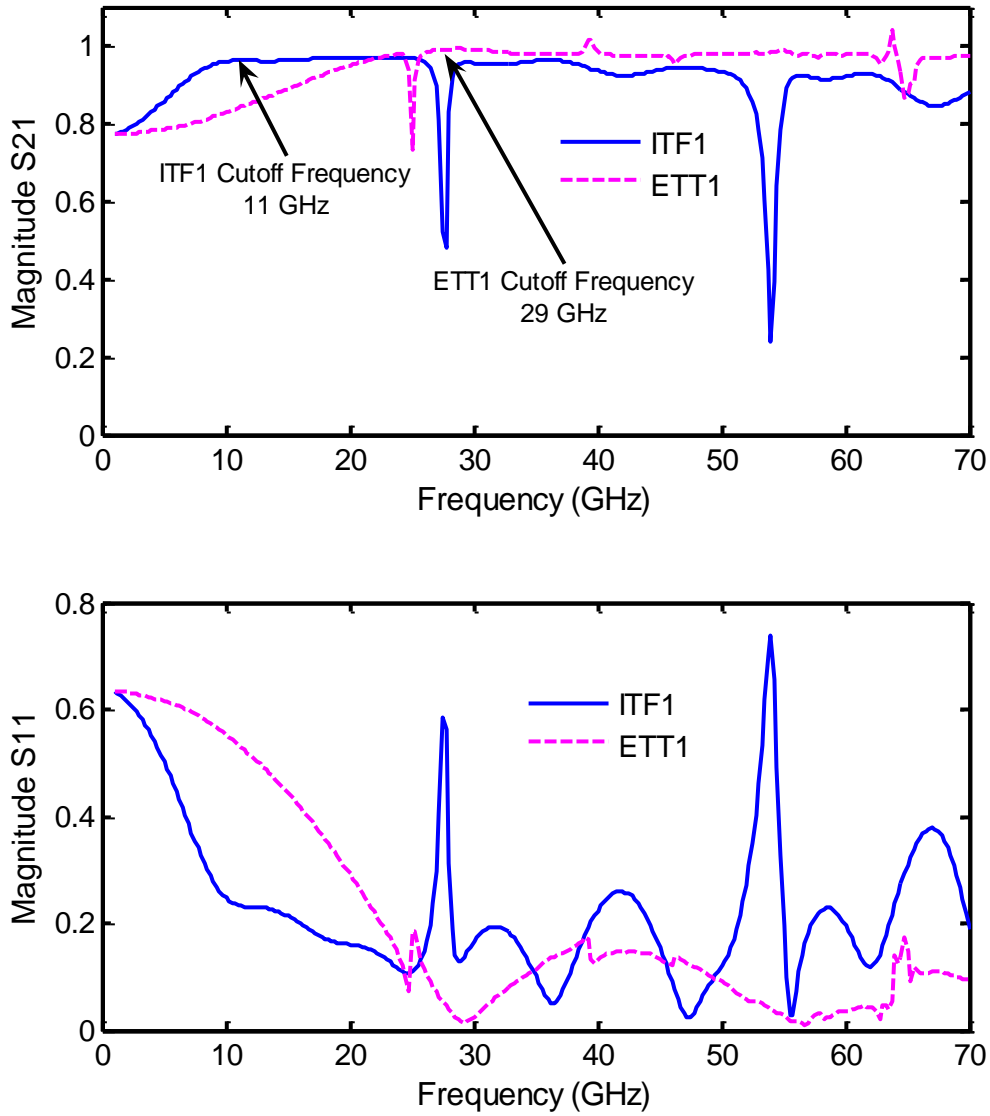 1
0.8
0.6
0.4
0.2
0
Magnitude S21
ITF1
ETT1
ITF1 Cutoff Frequency
11 GHz
ETT1 Cutoff Frequency
29 GHz
0 10 20 30 40 50 60 70
Frequency (GHz)
0.8
0.6
0.4
0.2
0
Magnitude S11
ITF1
ETT1
0 10 20 30 40 50 60 70
Frequency (GHz)